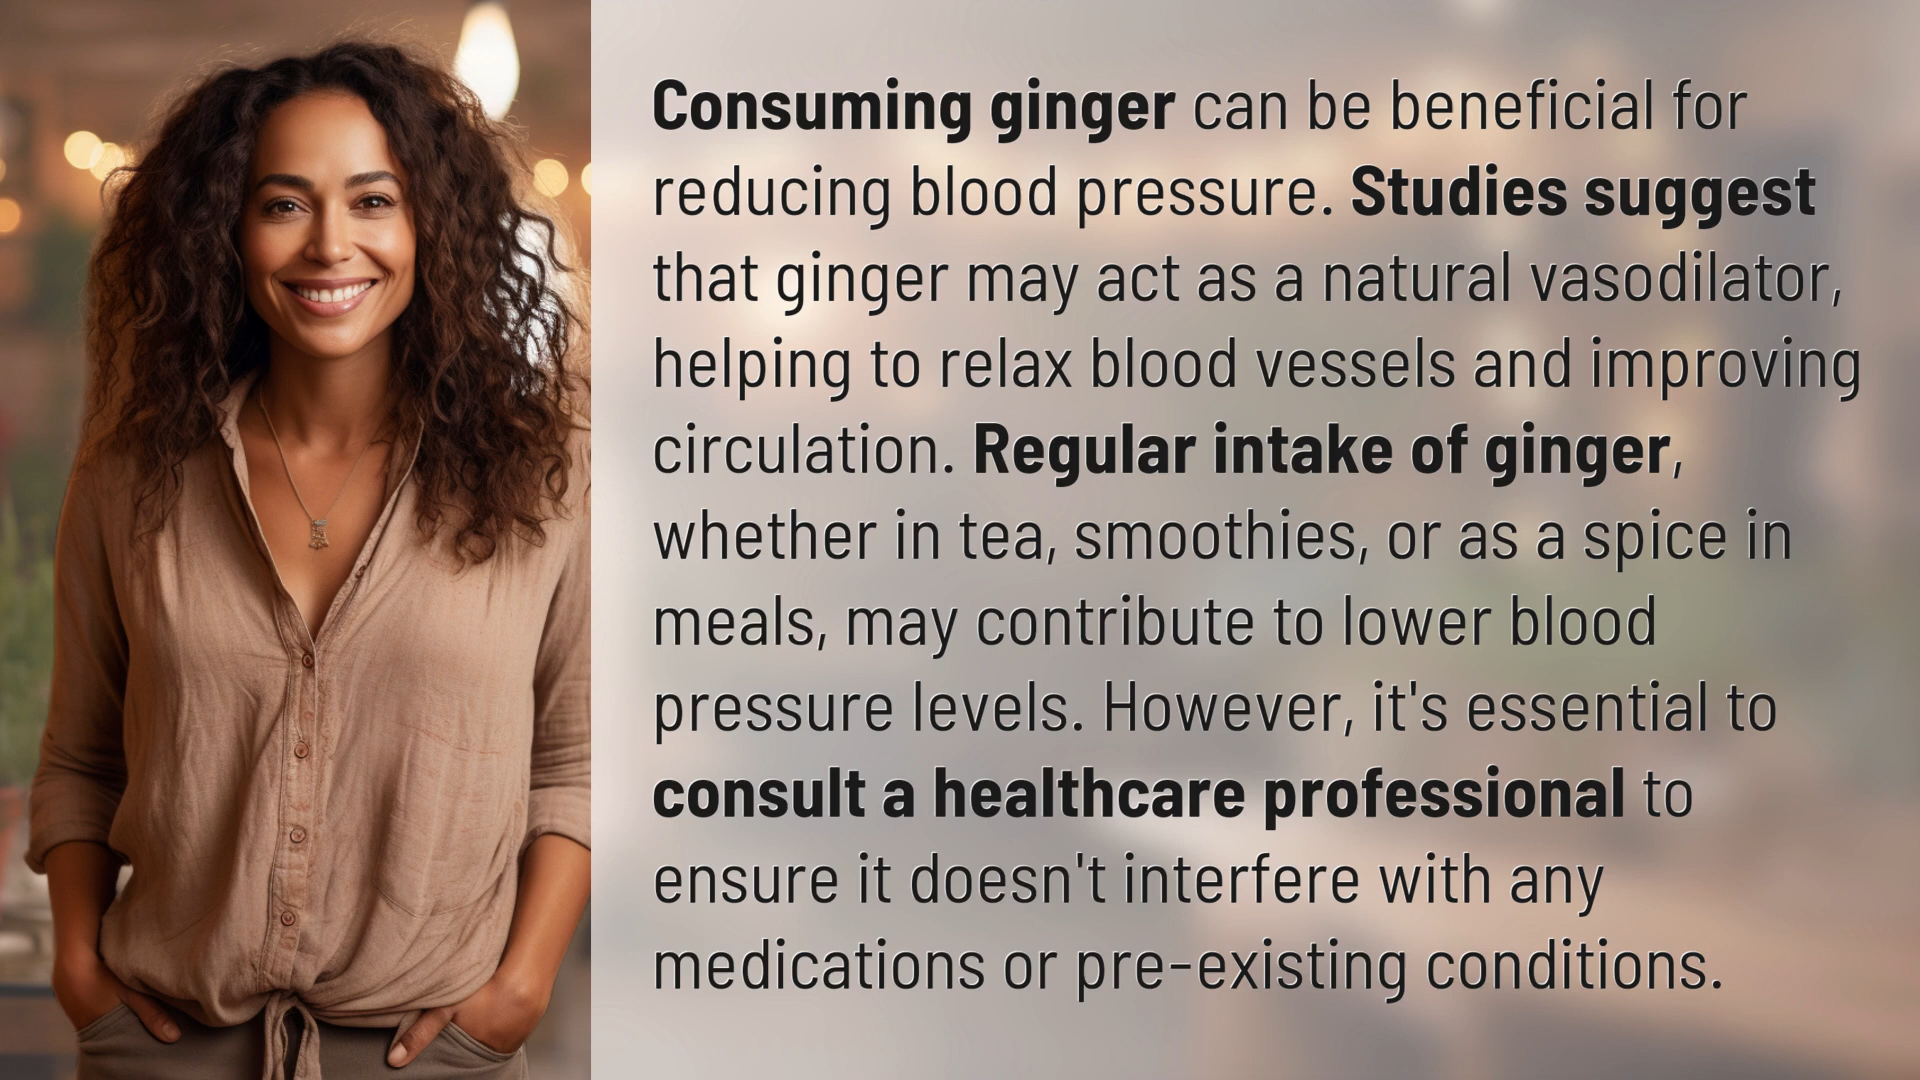 Consuming ginger can be beneficial for
reducing blood pressure. Studies suggest
that ginger may act as a natural vasodilator,
helping to relax blood vessels and improving
circulation. Regular intake of ginger,
whether in tea, smoothies, or as a spice in
meals, may contribute to lower blood
pressure levels. However, it's essential to
consult a healthcare professional to
ensure it doesn't interfere with any
medications or pre-existing conditions.